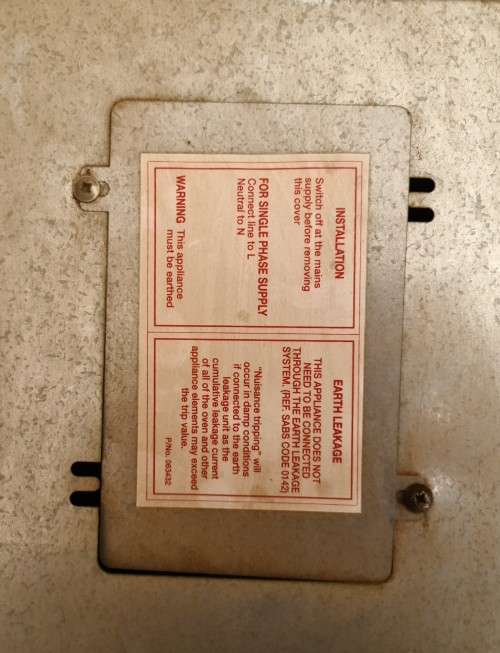 INSTALLATION
Switch off at the mains
supply before removing
this cover
FOR SINGLE PHASE SUPPLY
Connect line to L
Neutral to N
WARNING This appliance
must be earthed
EARTH LEAKAGE
THIS APPLIANCE DOES NOT
NEED TO BE CONNECTED
THROUGH THE EARTH LEAKAGE
SYSTEM. (REF. SABS CODE 0142)
"Nuisance tripping" will
occur in damp conditions
if connected to the earth
leakage unit as the
cumulative leakage current
of all of the oven and other
appliance elements may exceed
the trip value.
P/No. 063432